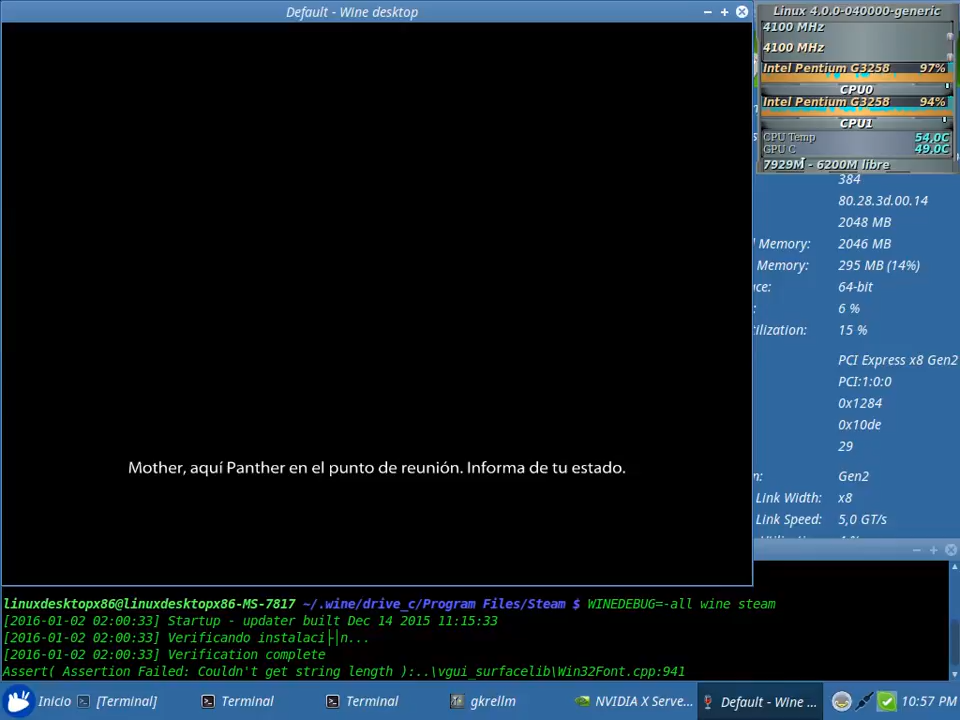 Default - Wine desktop
Linux 4.0.0-040000-generic
4100 MHz
4100 MHz
Intel Pentium G3258 97%
CPU0
Intel Pentium G3258 94%
CPU1
CPU Temp 54,0C
GPU C 49.0C
7929M - 6200M libre
384
80.28.3d.00.14
2048 MB
Memory: 2046 MB
Memory: 295 MB (14%)
64-bit
6 %
15 %
PCI Express x8 Gen2
PCI:1:0:0
0x1284
0x10de
29
Gen2
Link Width: x8
Link Speed: 5,0 GT/s
Mother, aquí Panther en el punto de reunión. Informa de tu estado.
linuxdesktopx86@linuxdesktopx86-MS-7817 ~/.wine/drive_c/Program Files/Steam $ WINEDEBUG=-all wine steam
[2016-01-02 02:00:33] Startup - updater built Dec 14 2015 11:15:33
[2016-01-02 02:00:33] Verificando instalaci├│n...
[2016-01-02 02:00:33] Verification complete
Assert( Assertion Failed: Couldn't get string length ):..\vgui_surfacelib\Win32Font.cpp:941
Inicio [Terminal] Terminal Terminal gkrellm NVIDIA X Serve... Default - Wine ... 10:57 PM